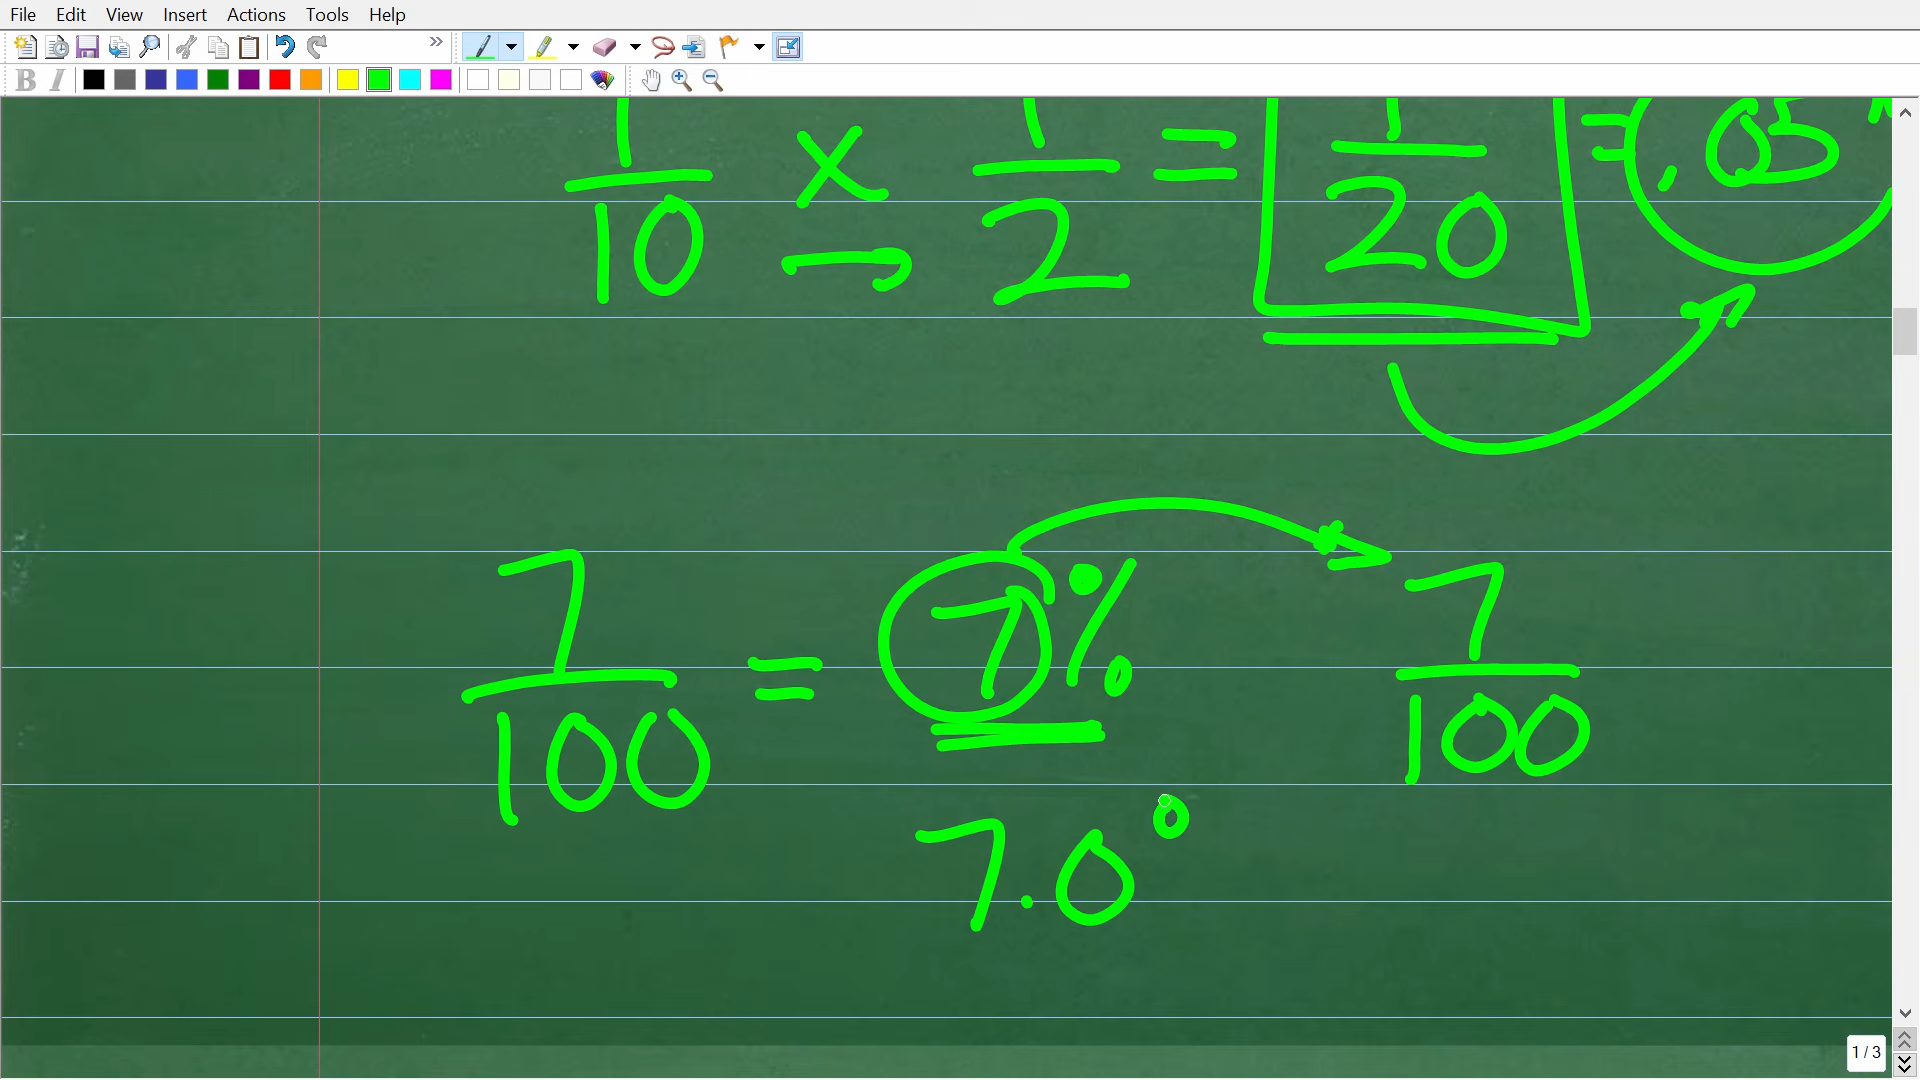 File Edit View Insert Actions Tools Help
B I
1/10 x 1/2 = 1/20 = .05
7/100 = 7% 7/100
7.0°
1 / 3